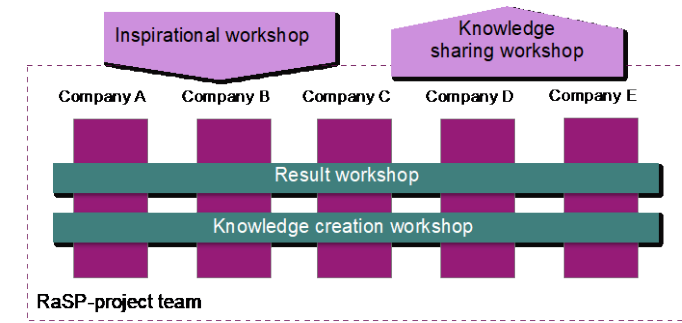 Inspirational workshop
Knowledge
sharing workshop
Company A
Company B
Company C
Company D
Company E
Result workshop
Knowledge creation workshop
RaSP-project team